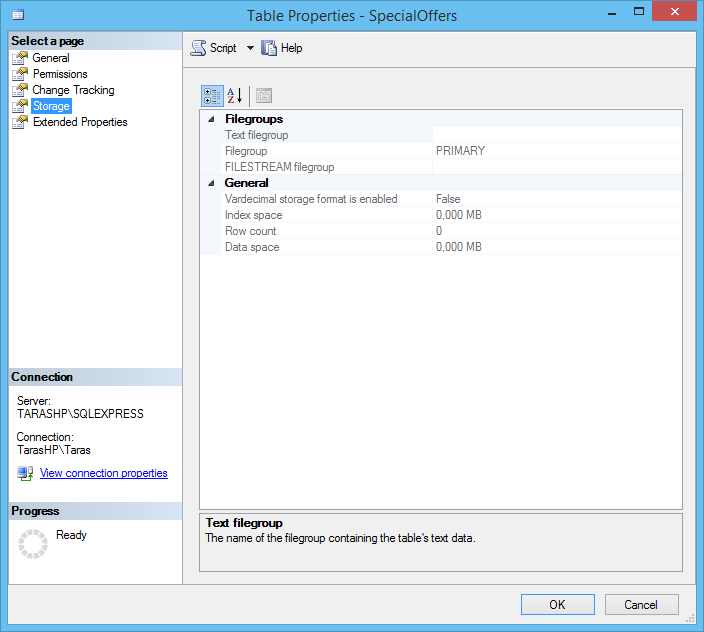 Table Properties - SpecialOffers
Select a page
General
Permissions
Change Tracking
Storage
Extended Properties
Connection
Server:
TARASHP\SQLEXPRESS
Connection:
TarasHP\Taras
View connection properties
Progress
Ready
Script Help
Filegroups
Text filegroup
Filegroup PRIMARY
FILESTREAM filegroup
General
Vardecimal storage format is enabled False
Index space 0,000 MB
Row count 0
Data space 0,000 MB
Text filegroup
The name of the filegroup containing the table's text data.
OK Cancel